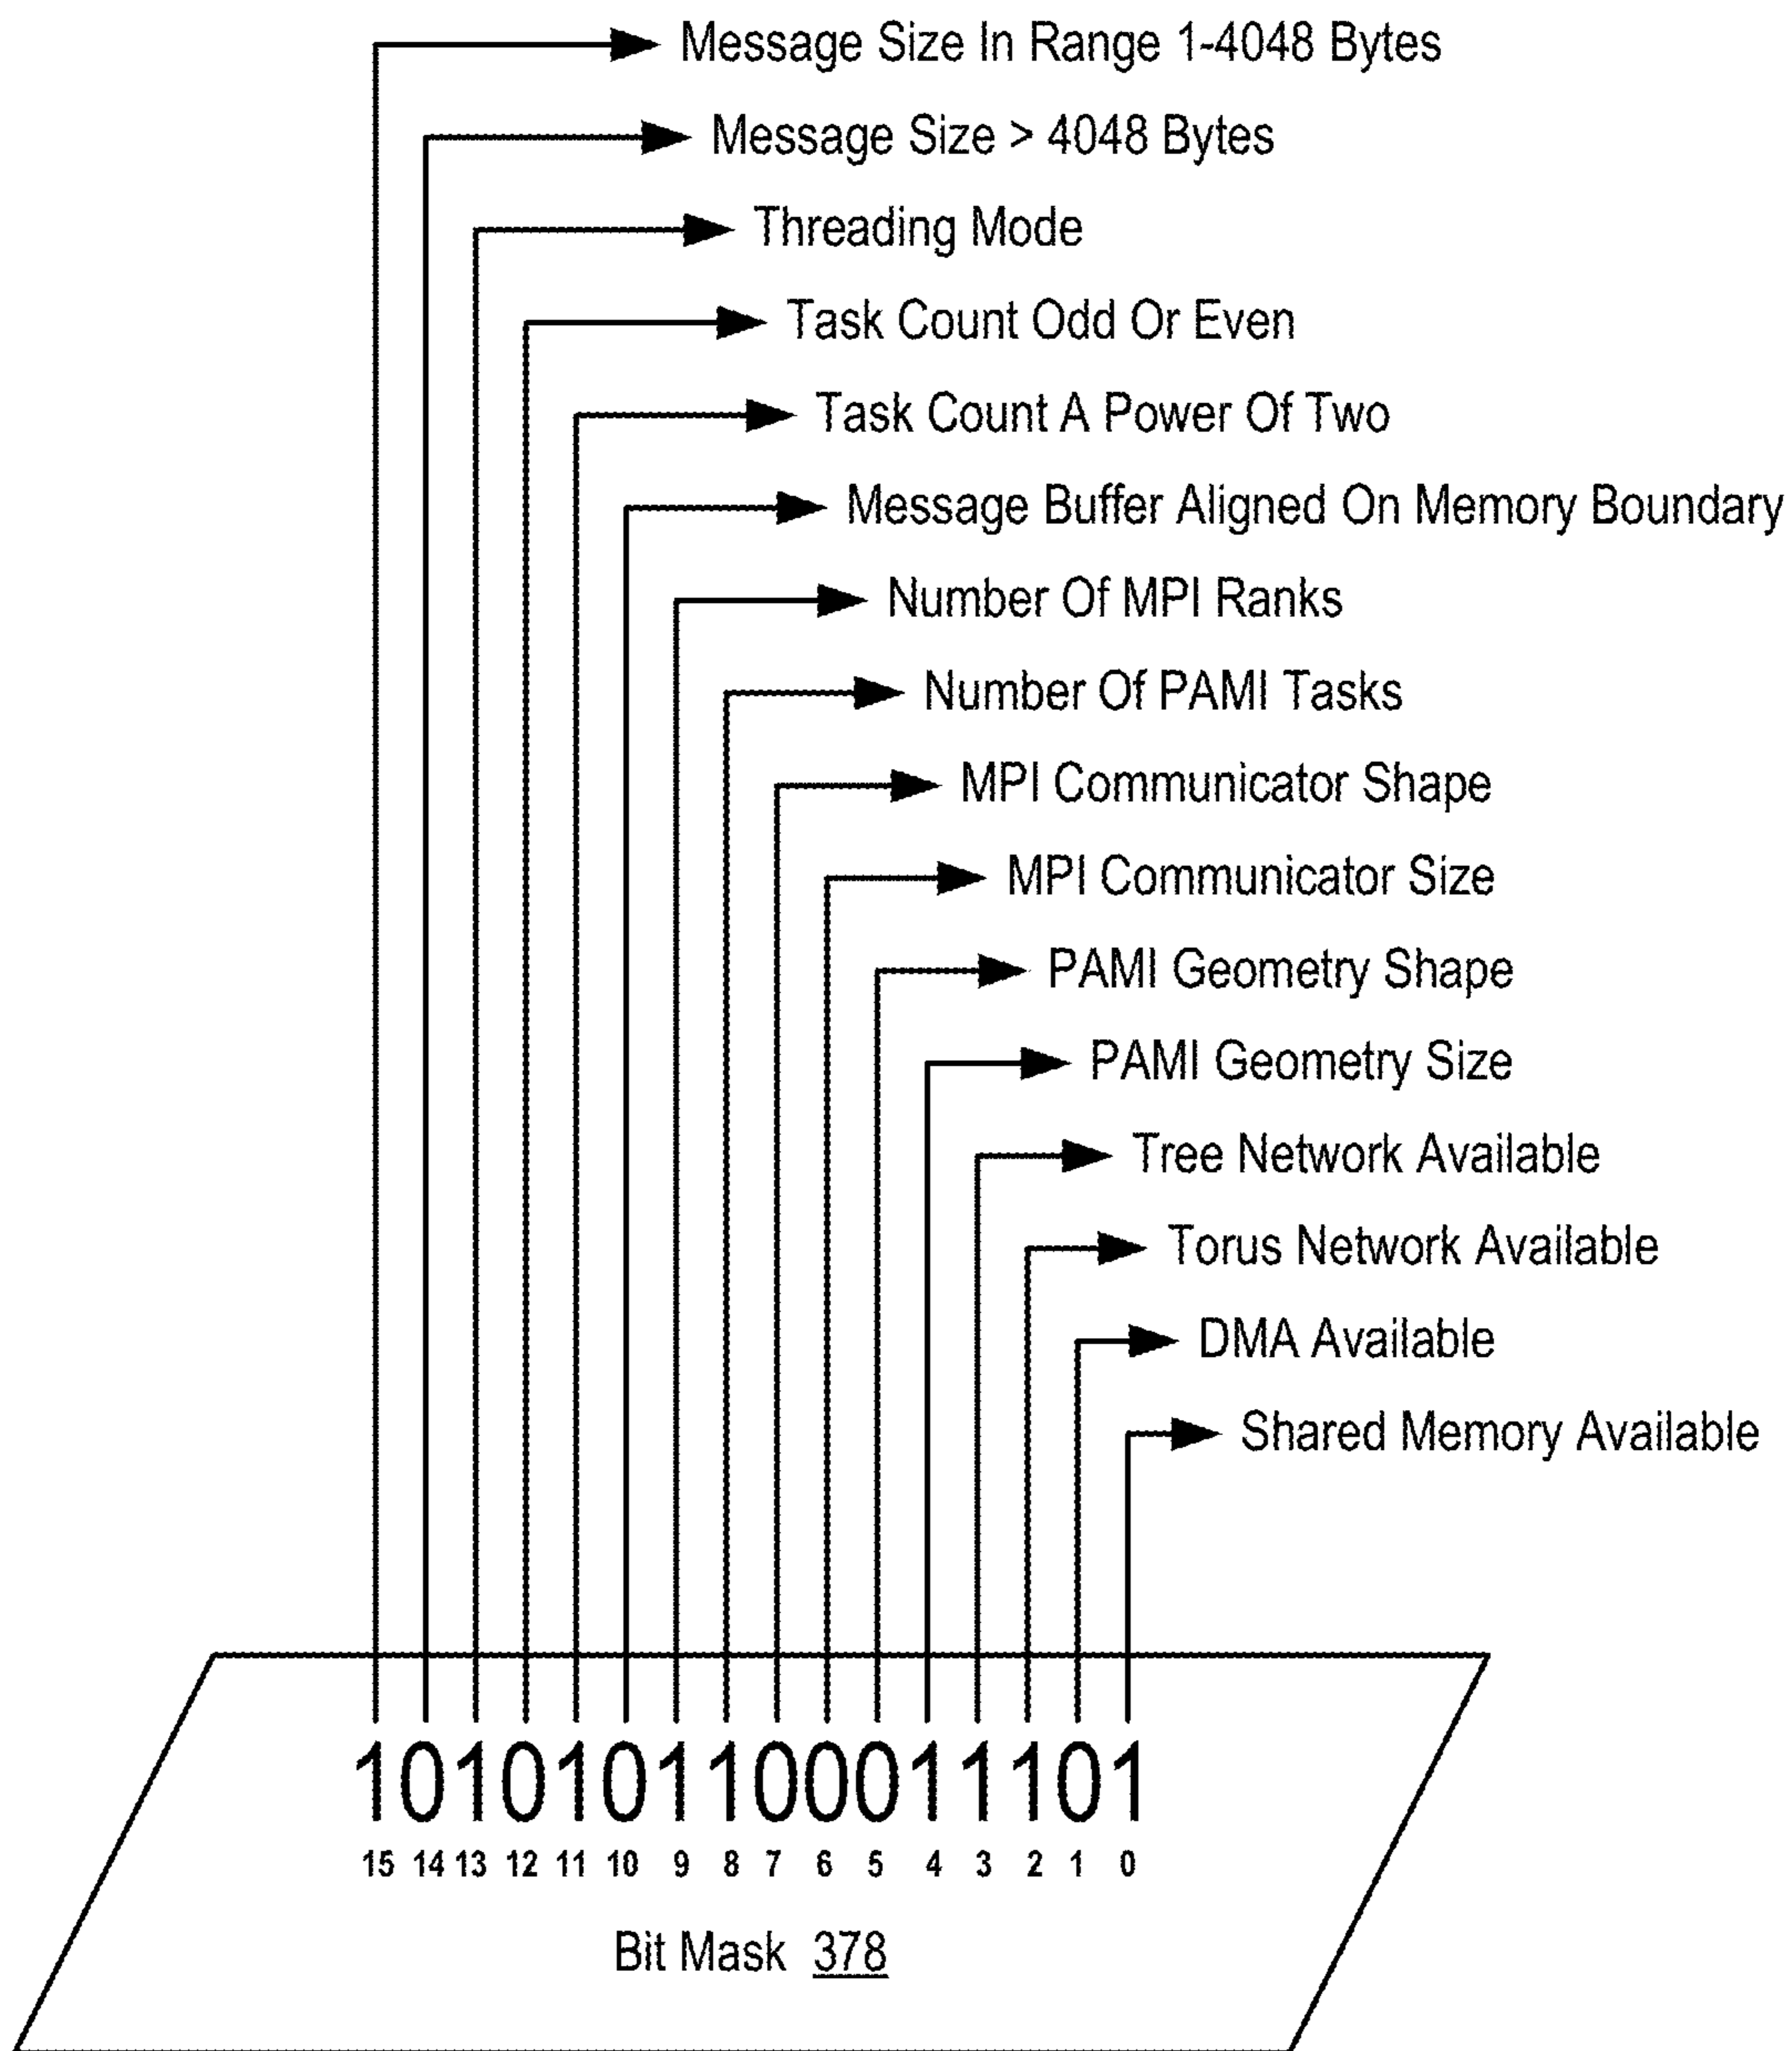 Message Size In Range 1-4048 Bytes
Message Size > 4048 Bytes
Threading Mode
Task Count Odd Or Even
Task Count A Power Of Two
Message Buffer Aligned On Memory Boundary
Number Of MPI Ranks
Number Of PAMI Tasks
MPI Communicator Shape
MPI Communicator Size
PAMI Geometry Shape
PAMI Geometry Size
Tree Network Available
Torus Network Available
DMA Available
Shared Memory Available
1010101100011101
15 14 13 12 11 10 9 8 7 6 5 4 3 2 1 0
Bit Mask 378